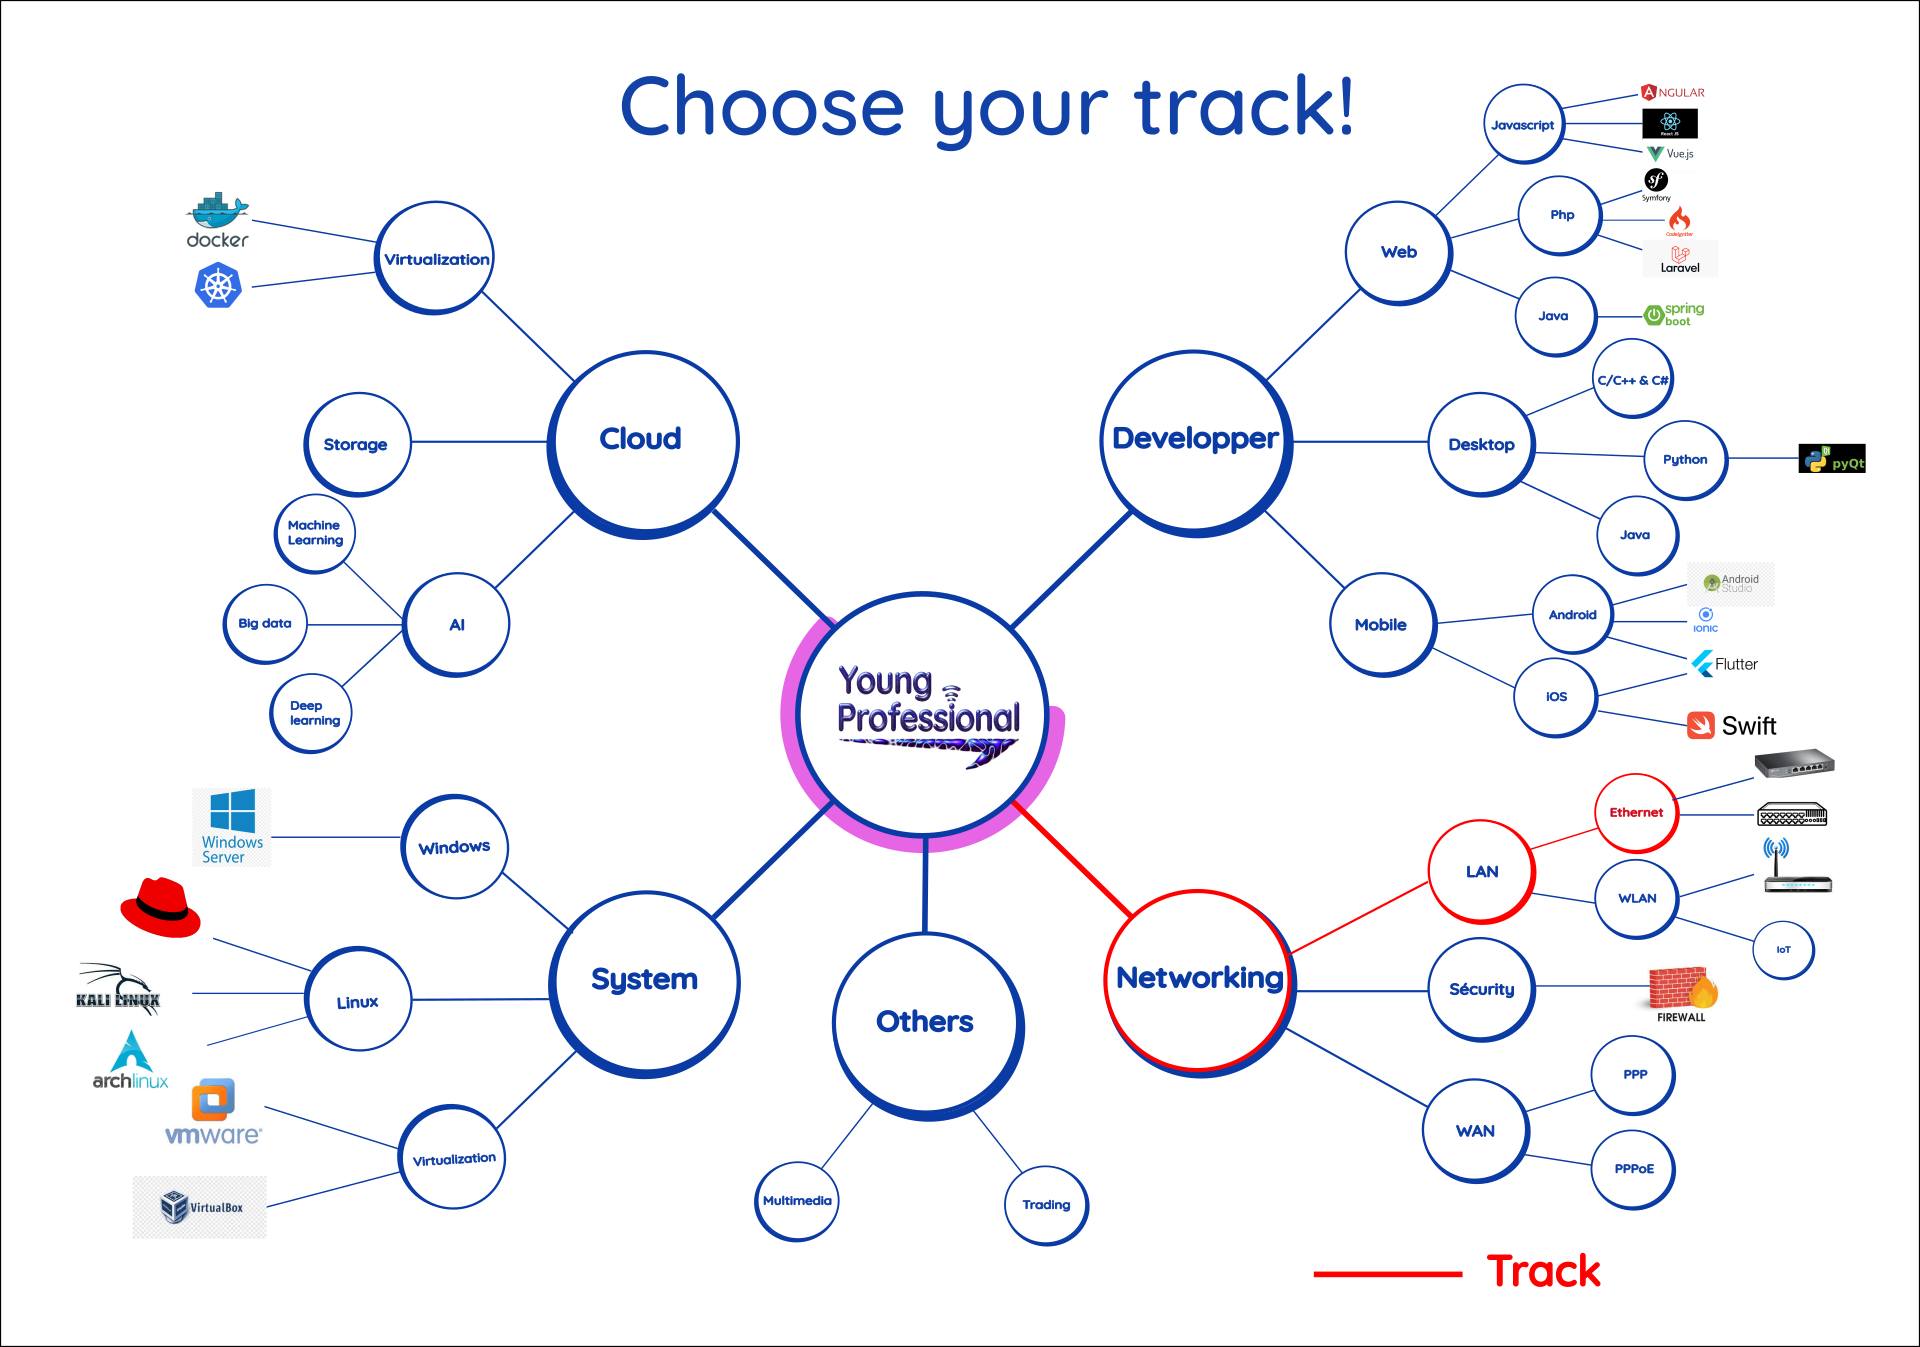 Choose your track!
Young
Professional
Cloud
Virtualization
docker
Storage
AI
Machine
Learning
Big data
Deep
learning
Developper
Web
Javascript
ANGULAR
React JS
Vue.js
Php
sf
Symfony
CodeIgniter
Laravel
Java
spring
boot
Desktop
C/C++ & C#
Python
Qt
pyQt
Java
Mobile
Android
Android
Studio
IONIC
Flutter
iOS
Swift
System
Windows
Windows
Server
Linux
KALI LINUX
archlinux
Virtualization
vmware®
VirtualBox
Others
Multimedia
Trading
Networking
LAN
Ethernet
WLAN
IoT
Sécurity
FIREWALL
WAN
PPP
PPPoE
Track